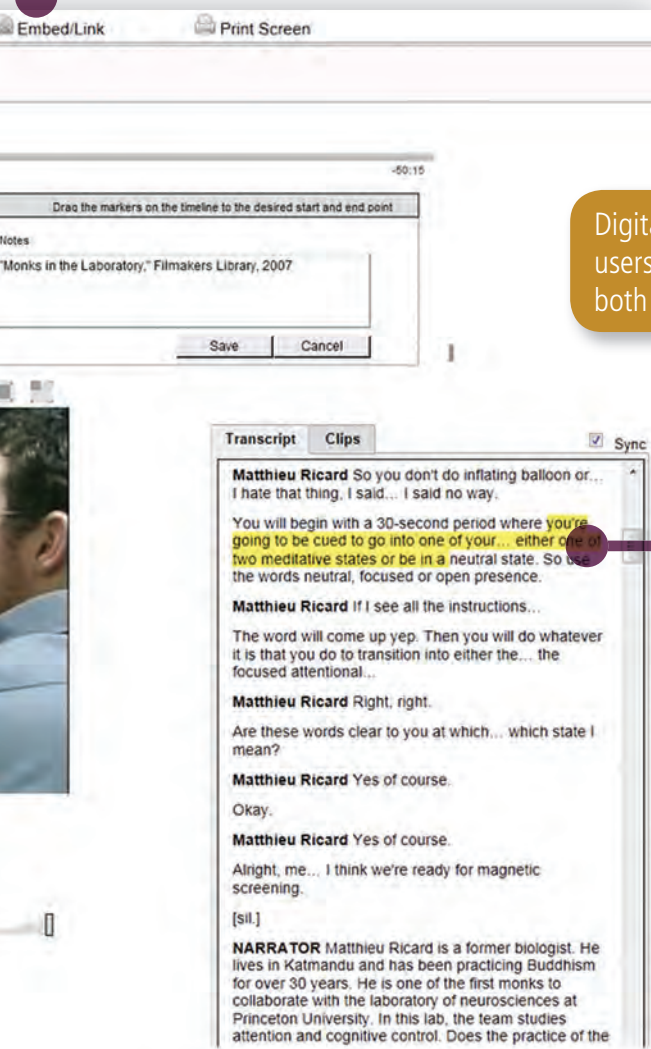 Embed/Link Print Screen
-50:15
Drag the markers on the timeline to the desired start and end point
Notes
"Monks in the Laboratory," Filmakers Library, 2007
Save Cancel
Digita
users
both
Transcript Clips Sync
Matthieu Ricard So you don't do inflating balloon or...
I hate that thing, I said... I said no way.
You will begin with a 30-second period where you're
going to be cued to go into one of your... either one of
two meditative states or be in a neutral state. So use
the words neutral, focused or open presence.
Matthieu Ricard If I see all the instructions...
The word will come up yep. Then you will do whatever
it is that you do to transition into either the... the
focused attentional...
Matthieu Ricard Right, right.
Are these words clear to you at which... which state I
mean?
Matthieu Ricard Yes of course.
Okay.
Matthieu Ricard Yes of course.
Alright, me... I think we're ready for magnetic
screening.
[sil.]
NARRATOR Matthieu Ricard is a former biologist. He
lives in Katmandu and has been practicing Buddhism
for over 30 years. He is one of the first monks to
collaborate with the laboratory of neurosciences at
Princeton University. In this lab, the team studies
attention and cognitive control. Does the practice of the